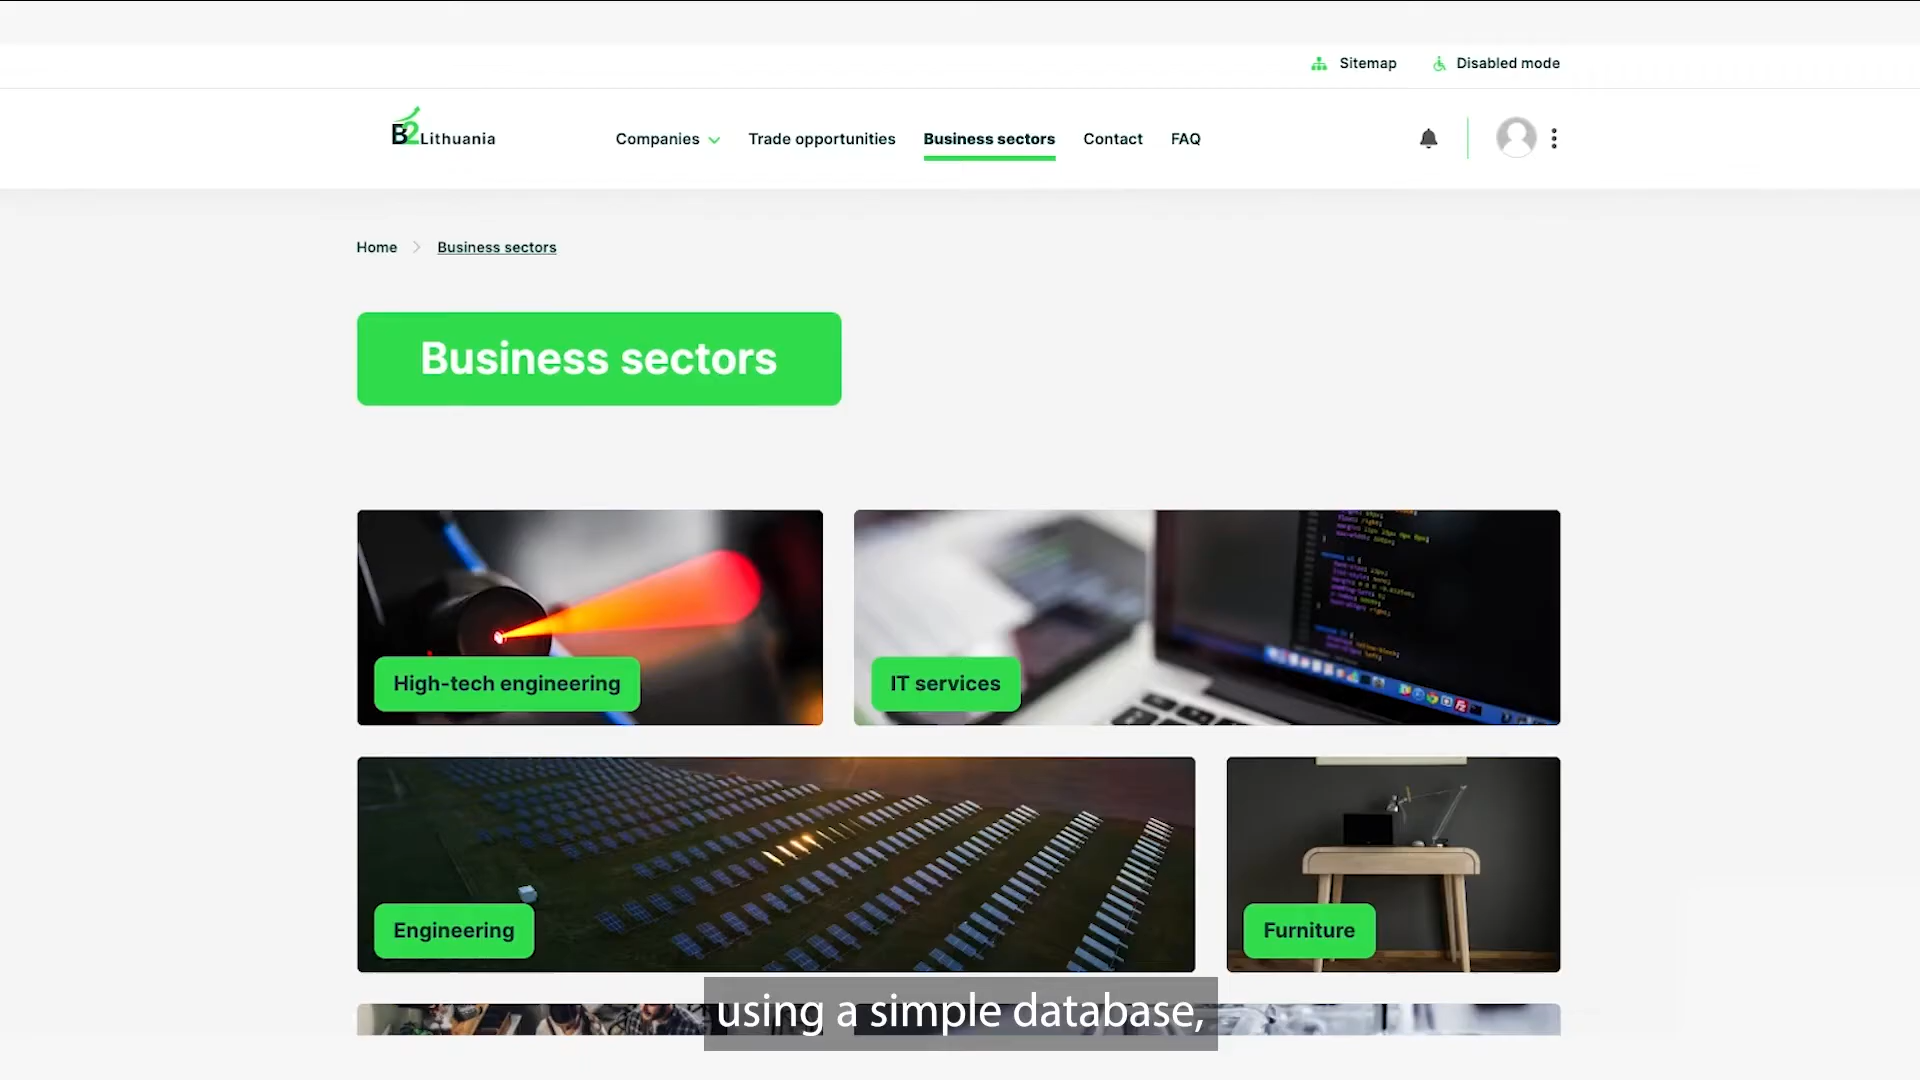 Sitemap
Disabled mode
B2Lithuania
Companies
Trade opportunities
Business sectors
Contact
FAQ
Home
Business sectors
Business sectors
High-tech engineering
IT services
Engineering
Furniture
using a simple database,